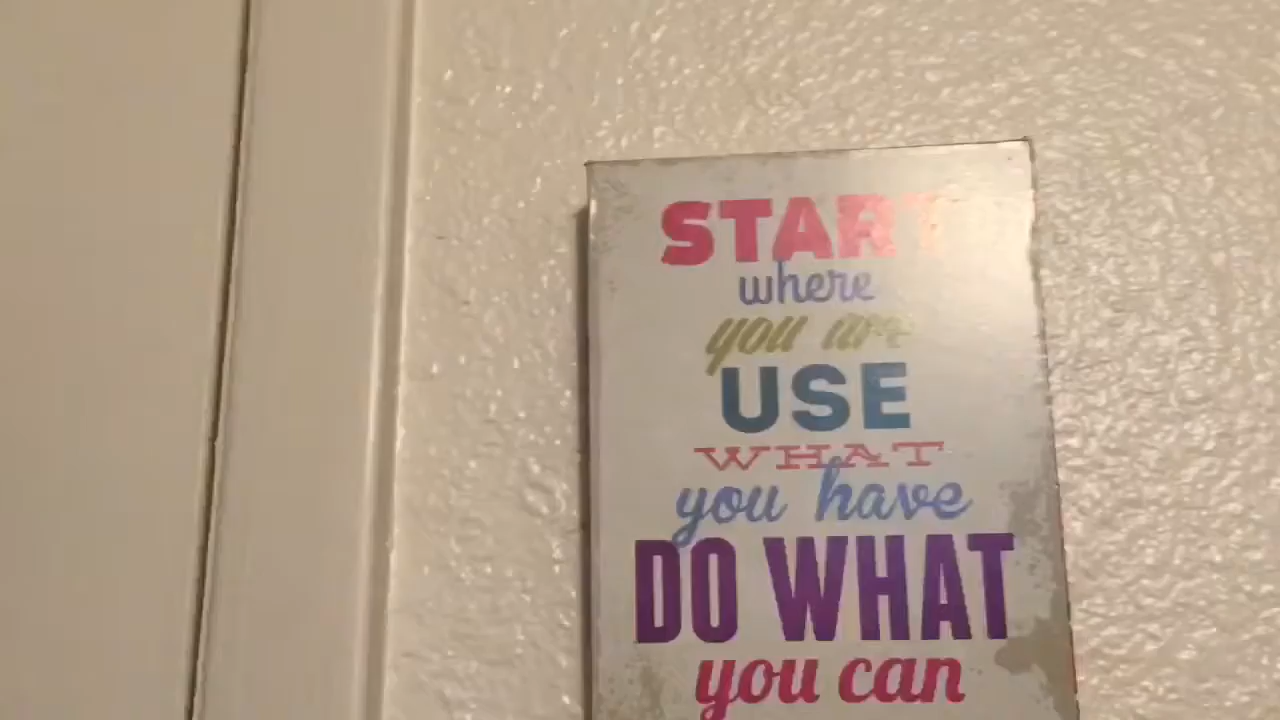 START
where
you are
USE
WHAT
you have
DO WHAT
you can